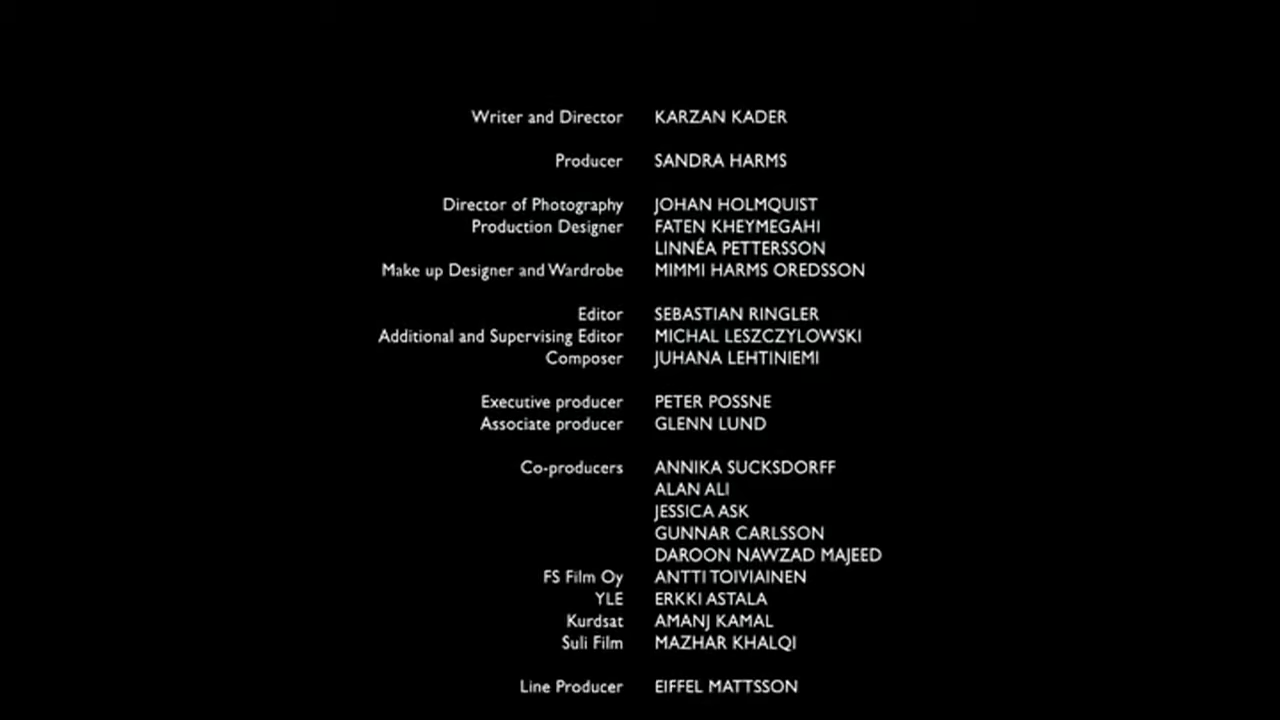 Writer and Director KARZAN KADER
Producer SANDRA HARMS
Director of Photography JOHAN HOLMQUIST
Production Designer FATEN KHEYMEGAHI
LINNÉA PETTERSSON
Make up Designer and Wardrobe MIMMI HARMS OREDSSON
Editor SEBASTIAN RINGLER
Additional and Supervising Editor MICHAL LESZCZYLOWSKI
Composer JUHANA LEHTINIEMI
Executive producer PETER POSSNE
Associate producer GLENN LUND
Co-producers ANNIKA SUCKSDORFF
ALAN ALI
JESSICA ASK
GUNNAR CARLSSON
DAROON NAWZAD MAJEED
FS Film Oy ANTTI TOIVIAINEN
YLE ERKKI ASTALA
Kurdsat AMANJ KAMAL
Suli Film MAZHAR KHALQI
Line Producer EIFFEL MATTSSON